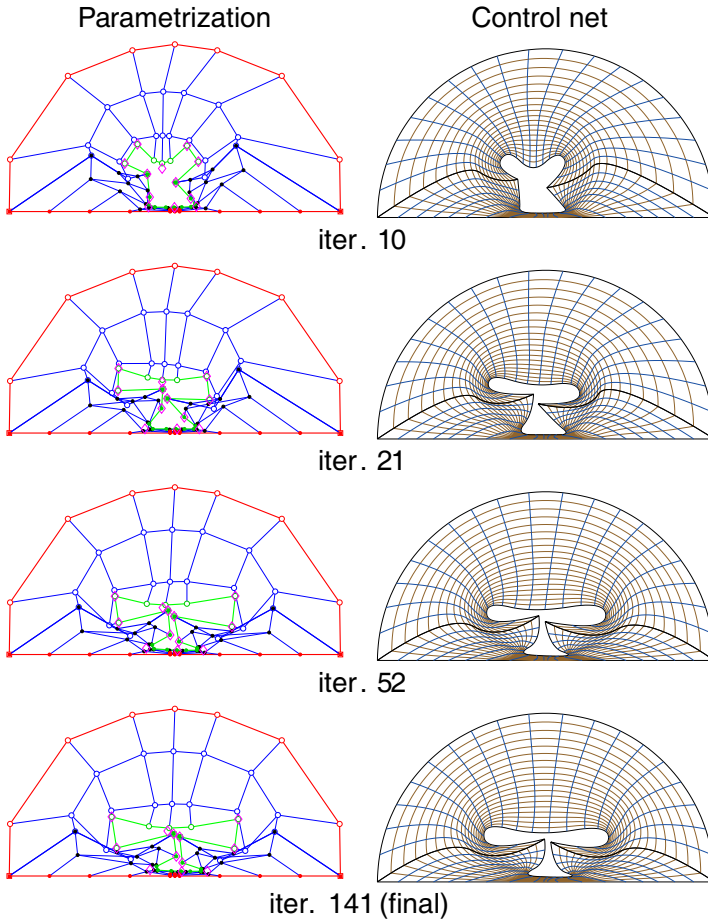 Parametrization Control net
iter. 10
iter. 21
iter. 52
iter. 141 (final)